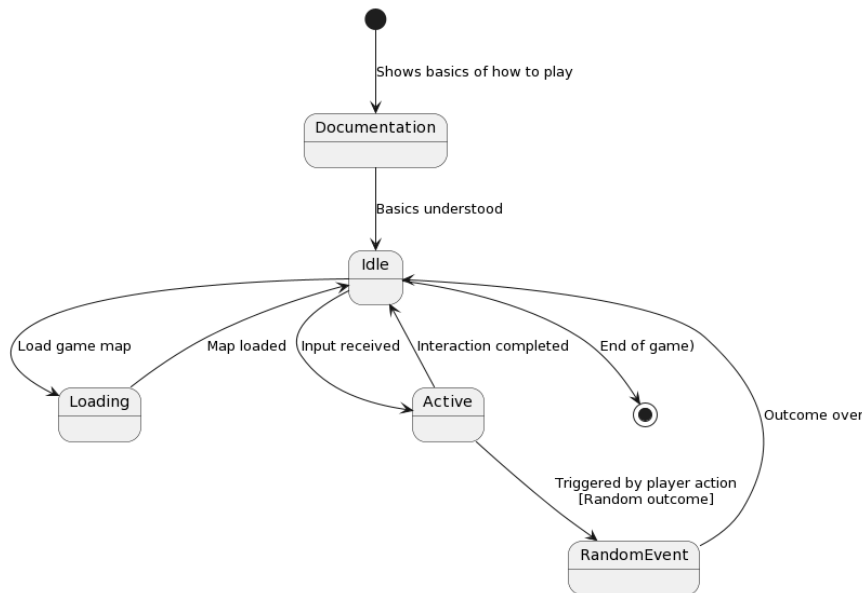 Shows basics of how to play
Documentation
Basics understood
Idle
Load game map
Map loaded
Input received
Interaction completed
End of game)
Loading
Active
Outcome over
Triggered by player action
[Random outcome]
RandomEvent